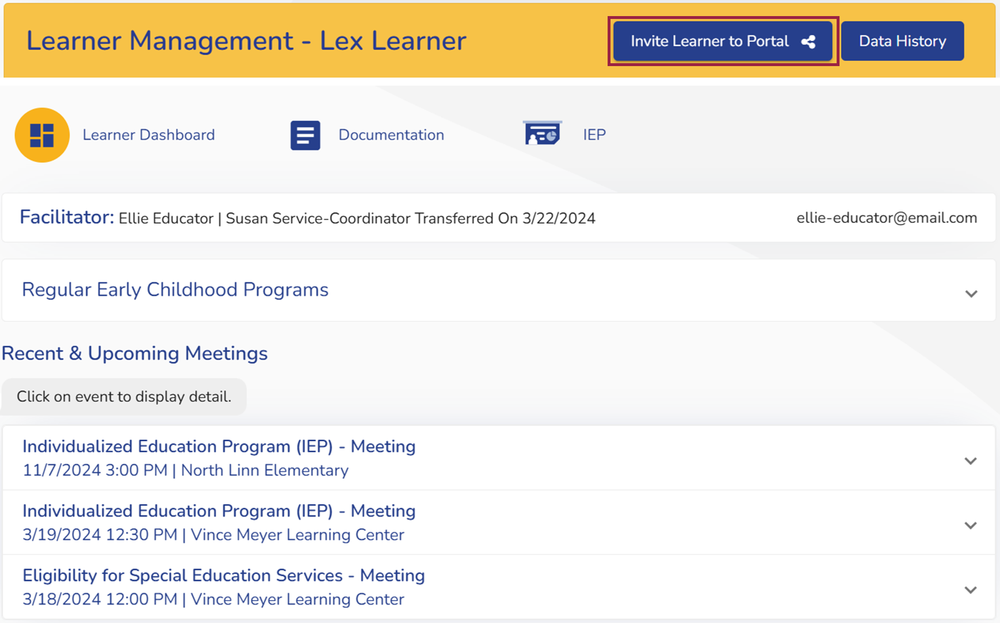 Learner Management - Lex Learner
Invite Learner to Portal
Data History
Learner Dashboard
Documentation
IEP
Facilitator: Ellie Educator | Susan Service-Coordinator Transferred On 3/22/2024
ellie-educator@email.com
Regular Early Childhood Programs
Recent & Upcoming Meetings
Click on event to display detail.
Individualized Education Program (IEP) - Meeting
11/7/2024 3:00 PM | North Linn Elementary
Individualized Education Program (IEP) - Meeting
3/19/2024 12:30 PM | Vince Meyer Learning Center
Eligibility for Special Education Services - Meeting
3/18/2024 12:00 PM | Vince Meyer Learning Center